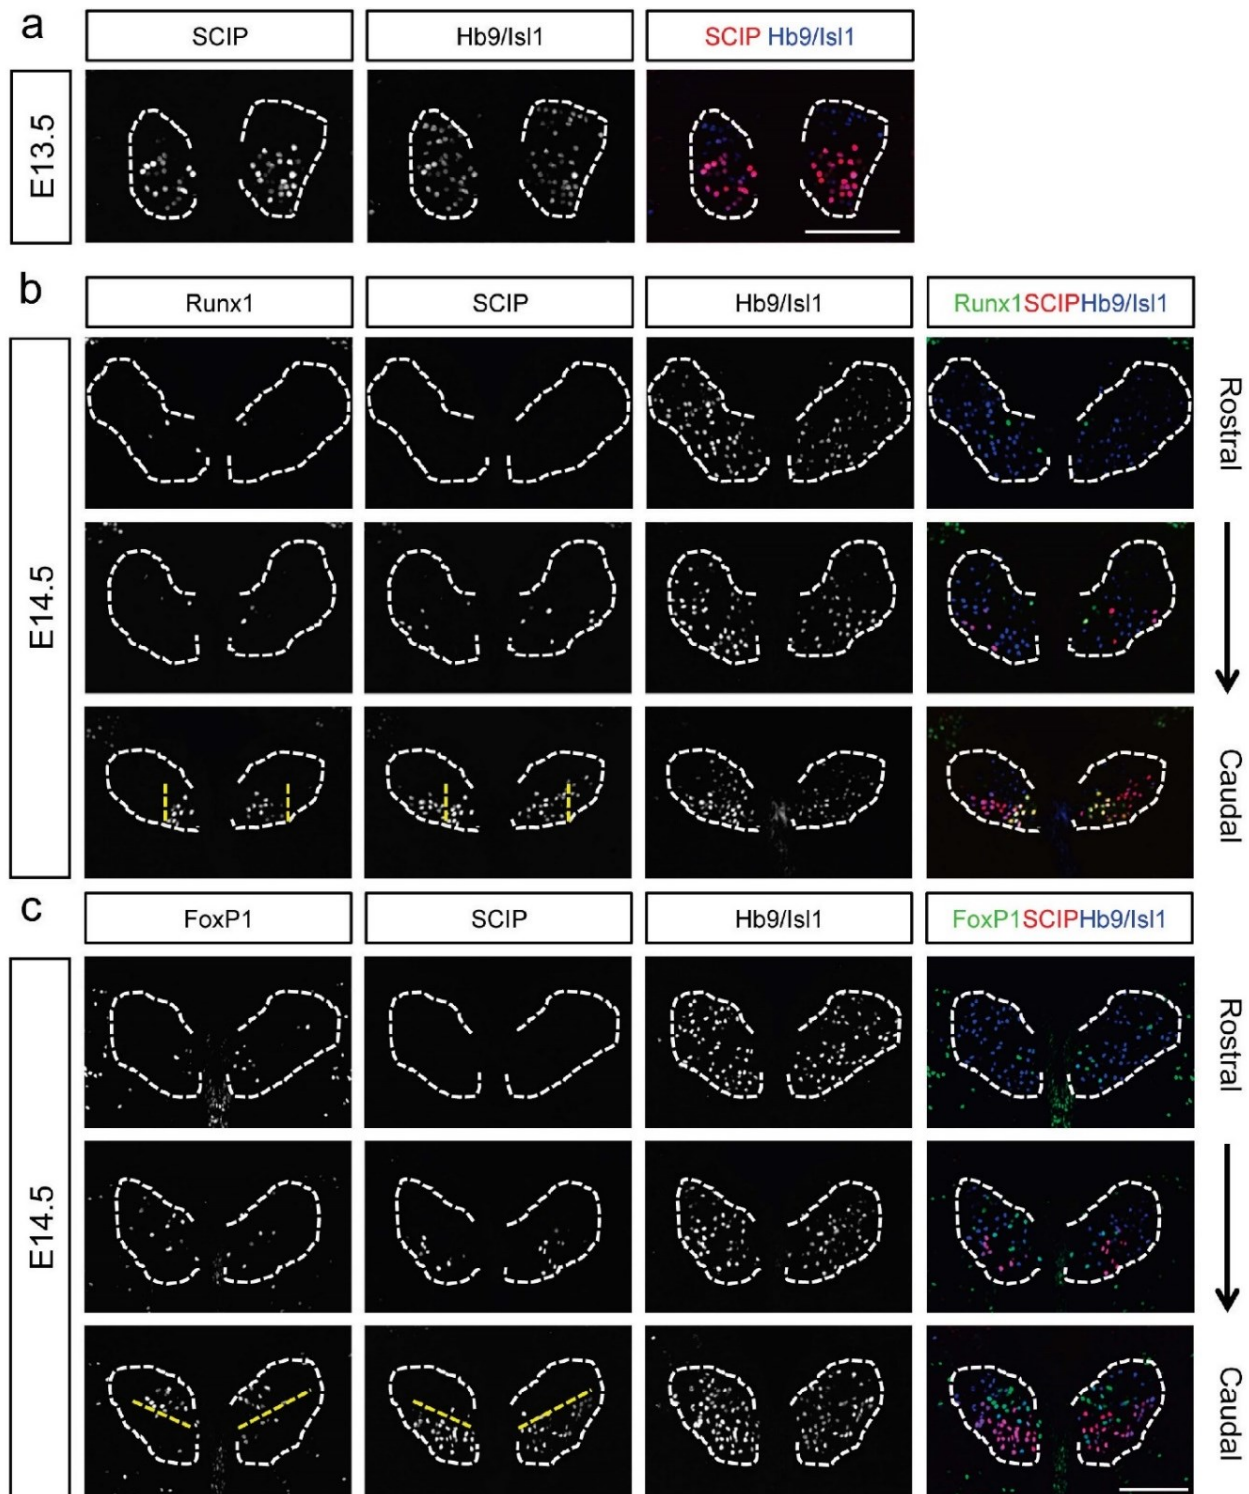 a
SCIP
Hb9/Isl1
SCIP Hb9/Isl1
E13.5
b
Runx1
SCIP
Hb9/Isl1
Runx1SCIPHb9/Isl1
E14.5
Rostral
Caudal
c
FoxP1
SCIP
Hb9/Isl1
FoxP1SCIPHb9/Isl1
E14.5
Rostral
Caudal